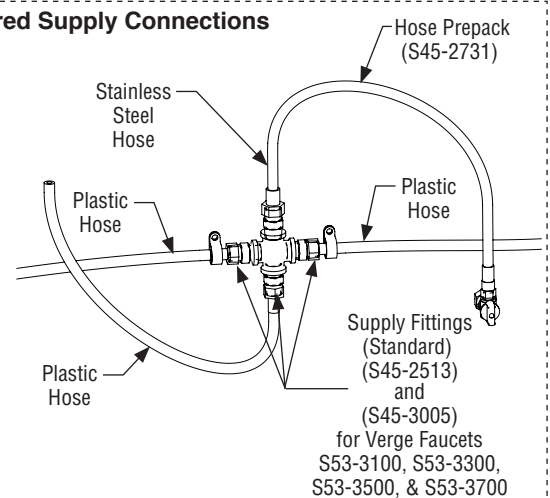 red Supply Connections
Hose Prepack
(S45-2731)
Stainless
Steel
Hose
Plastic
Hose
Plastic
Hose
Plastic
Hose
Supply Fittings
(Standard)
(S45-2513)
and
(S45-3005)
for Verge Faucets
S53-3100, S53-3300,
S53-3500, & S53-3700